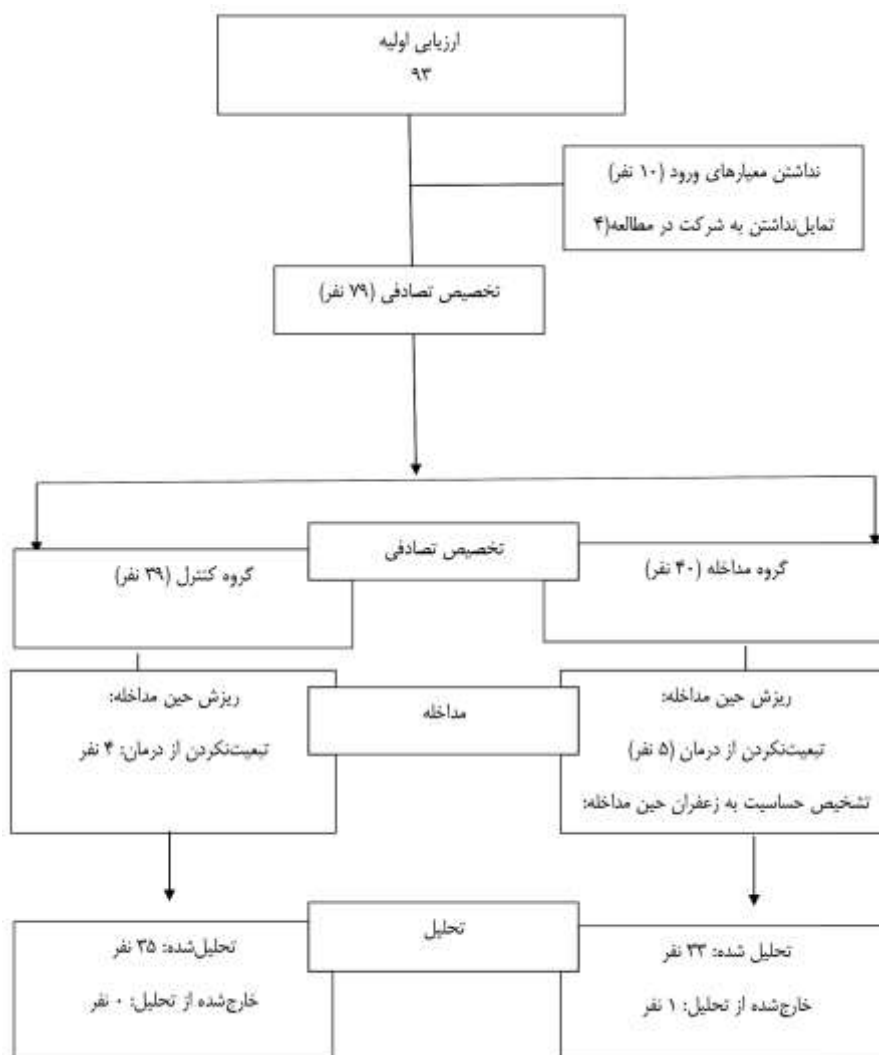 ارزیابی اولیه
۹۳
نداشتن معیارهای ورود (۱۰ نفر)
تمایل‌نداشتن به شرکت در مطالعه(۴
تخصیص تصادفی (۷۹ نفر)
تخصیص تصادفی
گروه مداخله (۴۰ نفر)
گروه کنترل (۳۹ نفر)
مداخله
ریزش حین مداخله:
تبعیت‌نکردن از درمان (۵ نفر)
تشخیص حساسیت به زعفران حین مداخله:
ریزش حین مداخله:
تبعیت‌نکردن از درمان: ۴ نفر
تحلیل
تحلیل شده: ۳۳ نفر
خارج‌شده از تحلیل: ۱ نفر
تحلیل‌شده: ۳۵ نفر
خارج‌شده از تحلیل: ۰ نفر